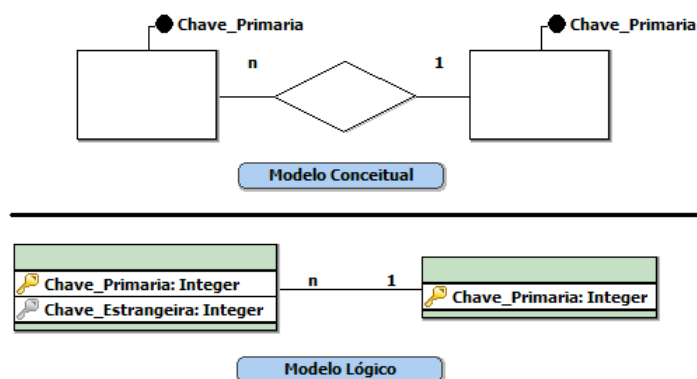 Chave_Primaria
Chave_Primaria
n
1
Modelo Conceitual
Chave_Primaria: Integer
Chave_Estrangeira: Integer
n
1
Chave_Primaria: Integer
Modelo Lógico